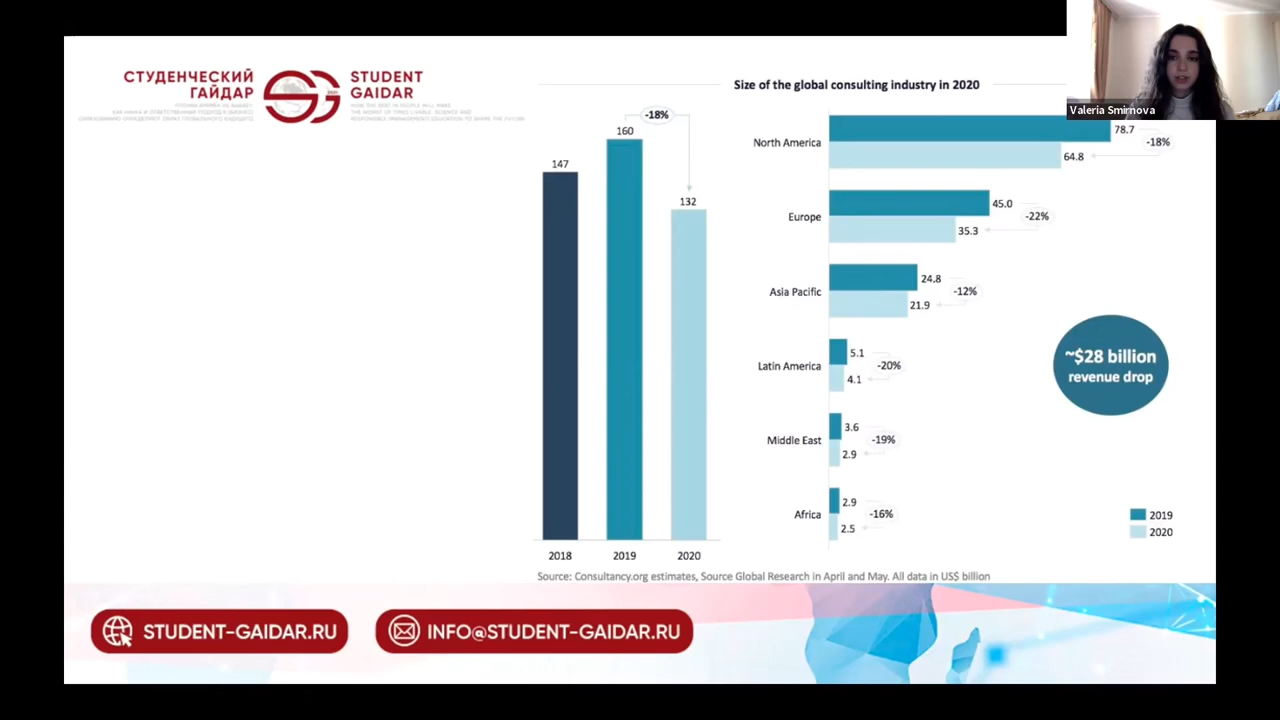 СТУДЕНЧЕСКИЙ
ГАЙДАР
STUDENT
GAIDAR
Size of the global consulting industry in 2020
Valeria Smirnova
147
160
-18%
132
2018
2019
2020
North America
78.7
64.8
-18%
Europe
45.0
35.3
-22%
Asia Pacific
24.8
21.9
-12%
Latin America
5.1
4.1
-20%
Middle East
3.6
2.9
-19%
Africa
2.9
2.5
-16%
~$28 billion
revenue drop
2019
2020
Source: Consultancy.org estimates, Source Global Research in April and May. All data in US$ billion
STUDENT-GAIDAR.RU
INFO@STUDENT-GAIDAR.RU